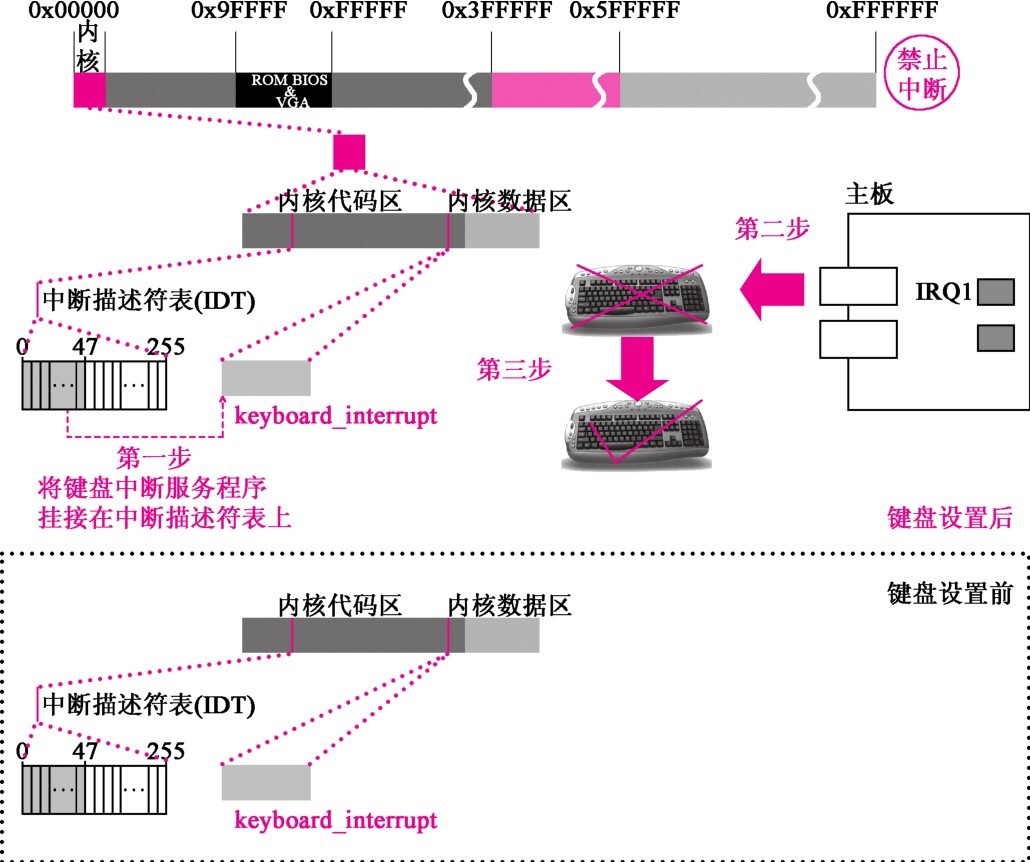 0x00000 0x9FFFF 0xFFFFF 0x3FFFFF 0x5FFFFF 0xFFFFFF
内
核
ROM BIOS
&
VGA
禁止
中断
内核代码区 内核数据区
主板
第二步
IRQ1
中断描述符表(IDT)
0 47 255
... ...
第三步
keyboard_interrupt
第一步
将键盘中断服务程序
挂接在中断描述符表上
键盘设置后
键盘设置前
内核代码区 内核数据区
中断描述符表(IDT)
0 47 255
... ...
keyboard_interrupt